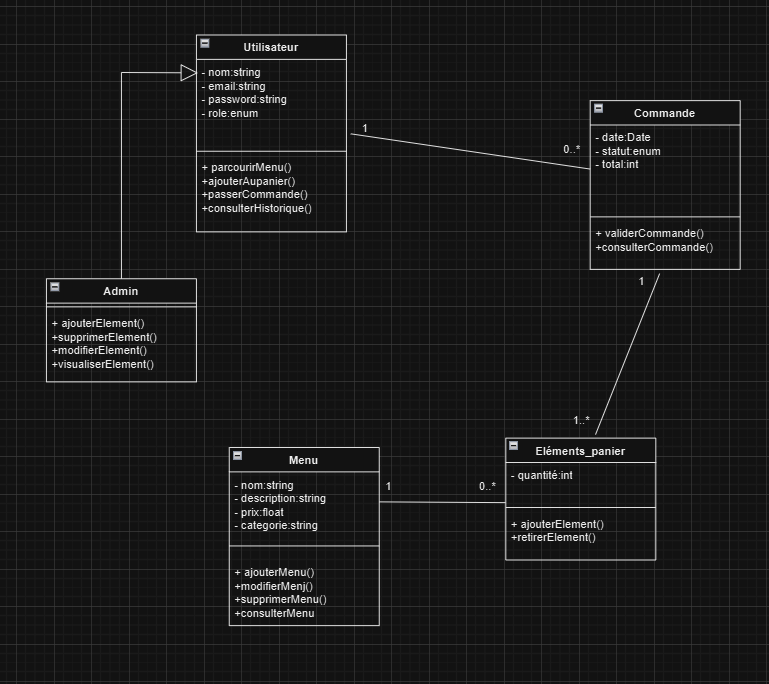 Utilisateur
- nom:string
- email:string
- password:string
- role:enum
+ parcourirMenu()
+ajouterAupanier()
+passerCommande()
+consulterHistorique()
1
0..*
Commande
- date:Date
- statut:enum
- total:int
+ validerCommande()
+consulterCommande()
Admin
+ ajouterElement()
+supprimerElement()
+modifierElement()
+visualiserElement()
1
1..*
Menu
- nom:string
- description:string
- prix:float
- categorie:string
+ ajouterMenu()
+modifierMenj()
+supprimerMenu()
+consulterMenu
1
0..*
Eléments_panier
- quantité:int
+ ajouterElement()
+retirerElement()